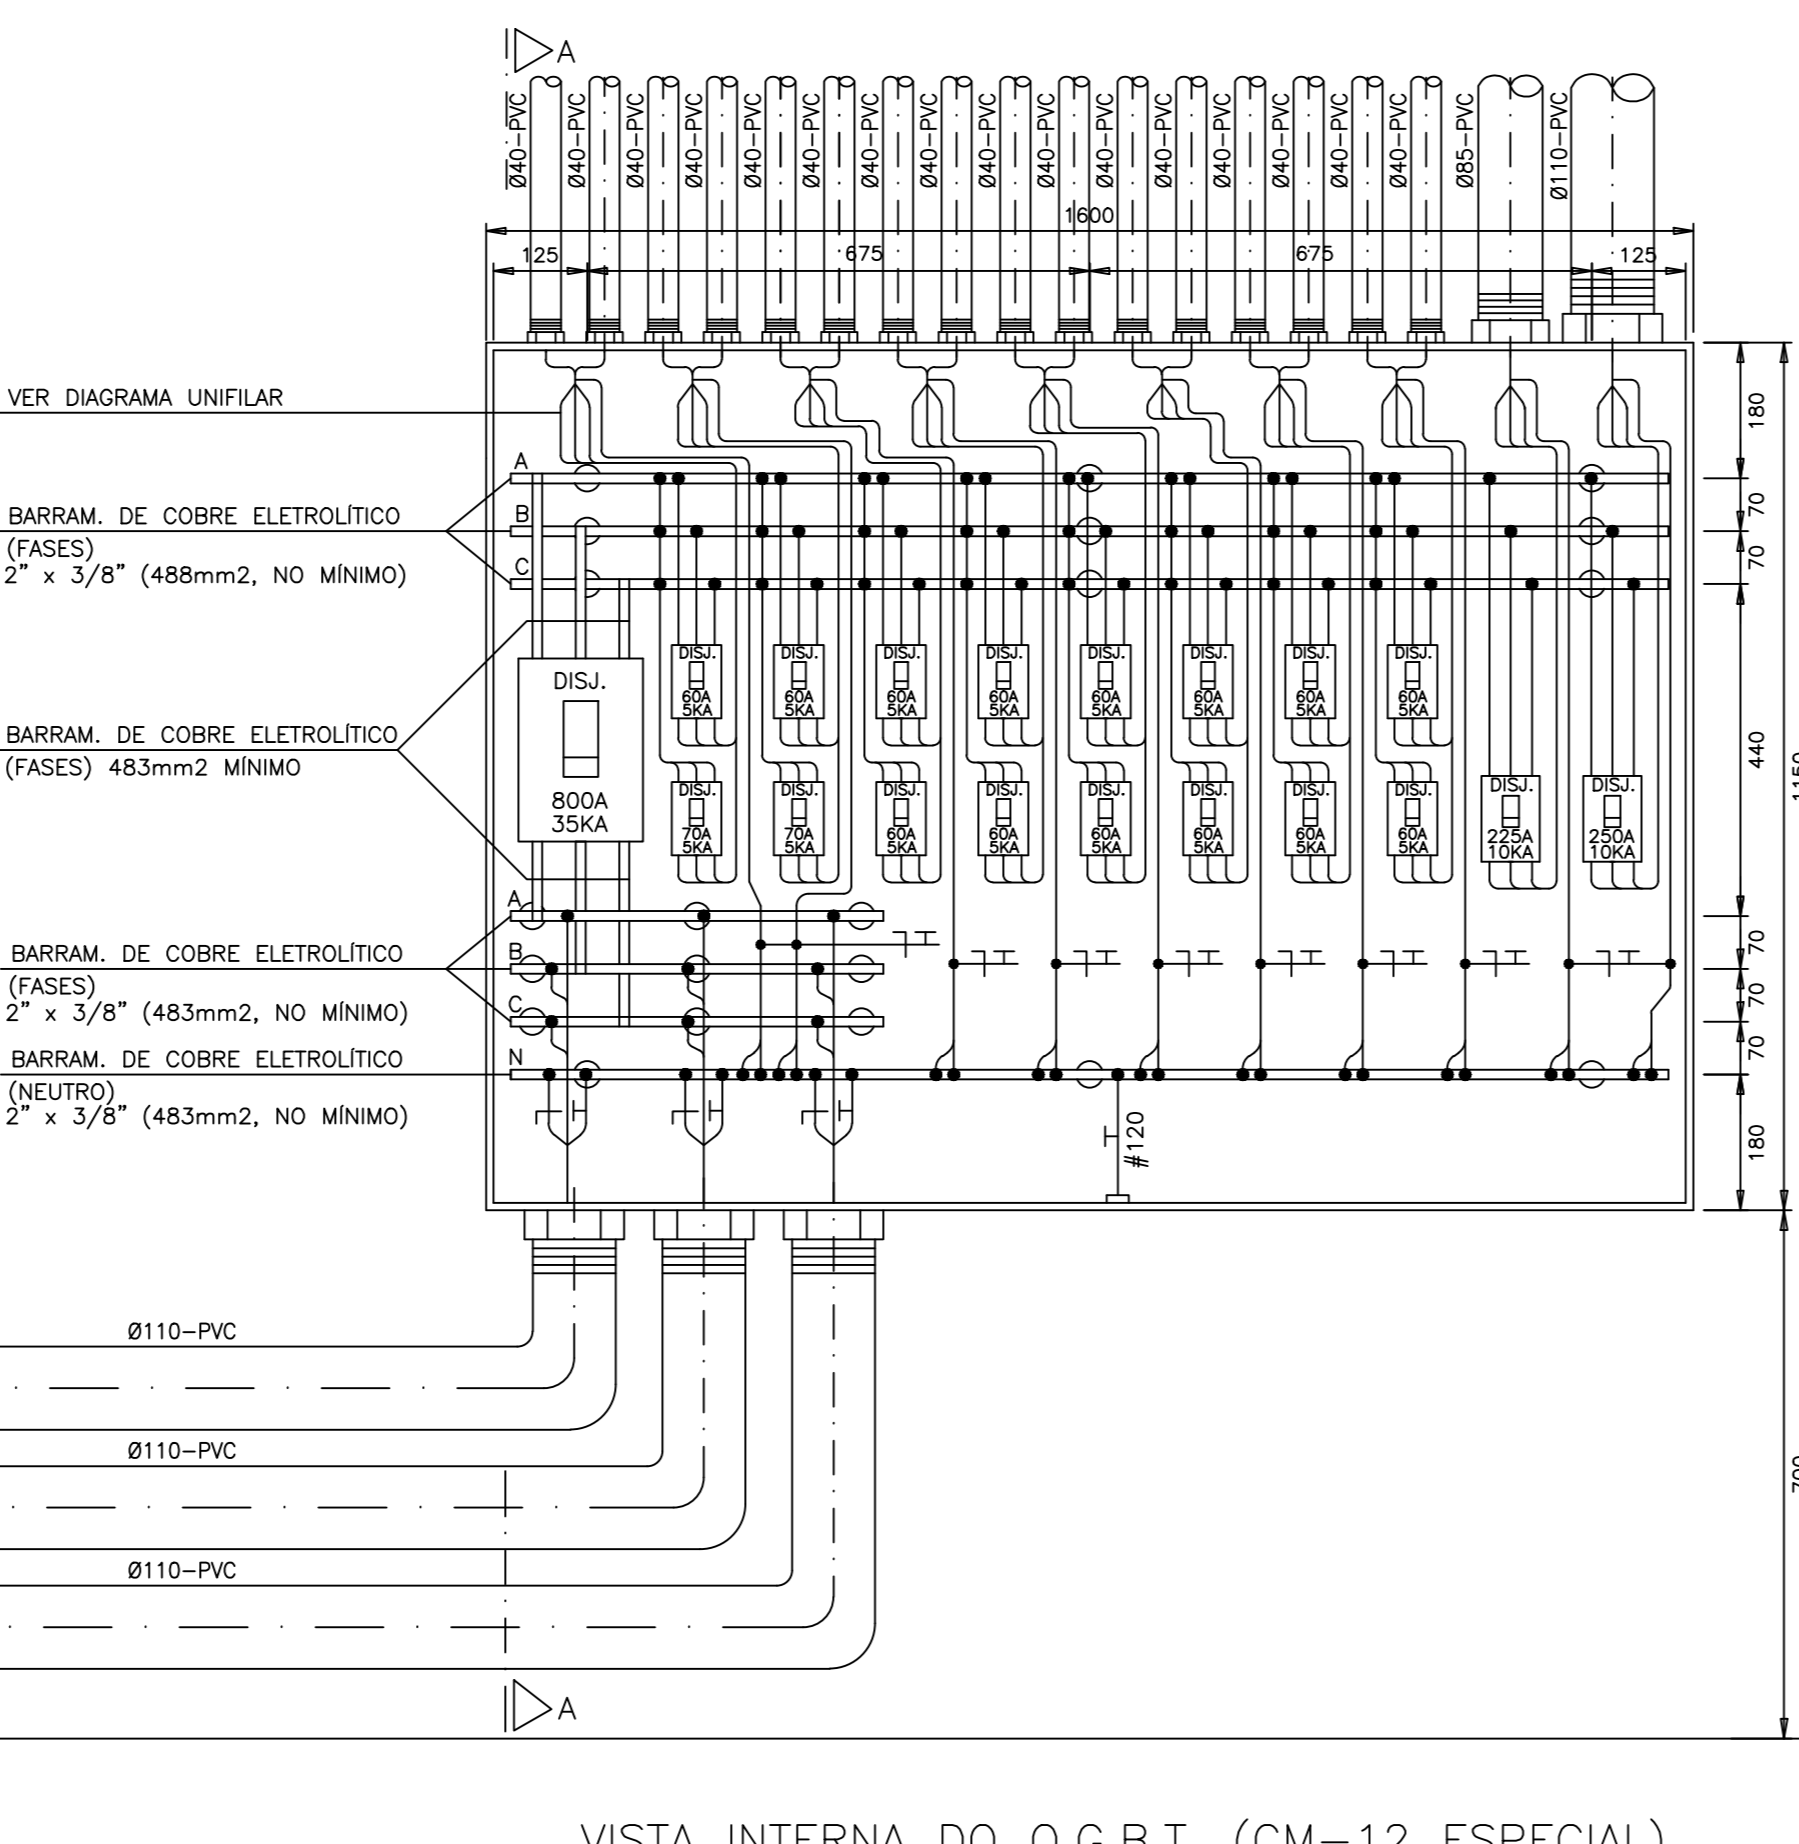 A
Ø40-PVC Ø40-PVC Ø40-PVC Ø40-PVC Ø40-PVC Ø40-PVC Ø40-PVC Ø40-PVC Ø40-PVC Ø40-PVC Ø40-PVC Ø40-PVC Ø40-PVC Ø40-PVC Ø40-PVC Ø40-PVC Ø85-PVC Ø110-PVC
1600
125 675 675 125
VER DIAGRAMA UNIFILAR
180
A
70
BARRAM. DE COBRE ELETROLÍTICO
B
(FASES)
70
C
2" x 3/8" (488mm2, NO MÍNIMO)
DISJ. DISJ. DISJ. DISJ. DISJ. DISJ. DISJ. DISJ.
60A 60A 60A 60A 60A 60A 60A 60A
5KA 5KA 5KA 5KA 5KA 5KA 5KA 5KA
DISJ.
BARRAM. DE COBRE ELETROLÍTICO
(FASES) 483mm2 MÍNIMO
440
1150
DISJ. DISJ. DISJ. DISJ. DISJ. DISJ. DISJ. DISJ. DISJ. DISJ.
800A
35KA
70A 70A 60A 60A 60A 60A 60A 60A 225A 250A
5KA 5KA 5KA 5KA 5KA 5KA 5KA 5KA 10KA 10KA
A
70
BARRAM. DE COBRE ELETROLÍTICO
B
(FASES)
70
C
2" x 3/8" (483mm2, NO MÍNIMO)
70
BARRAM. DE COBRE ELETROLÍTICO
N
(NEUTRO)
2" x 3/8" (483mm2, NO MÍNIMO)
#120
180
Ø110-PVC
Ø110-PVC
Ø110-PVC
A
VISTA INTERNA DO Q.G.B.T. (CM-12 ESPECIAL)